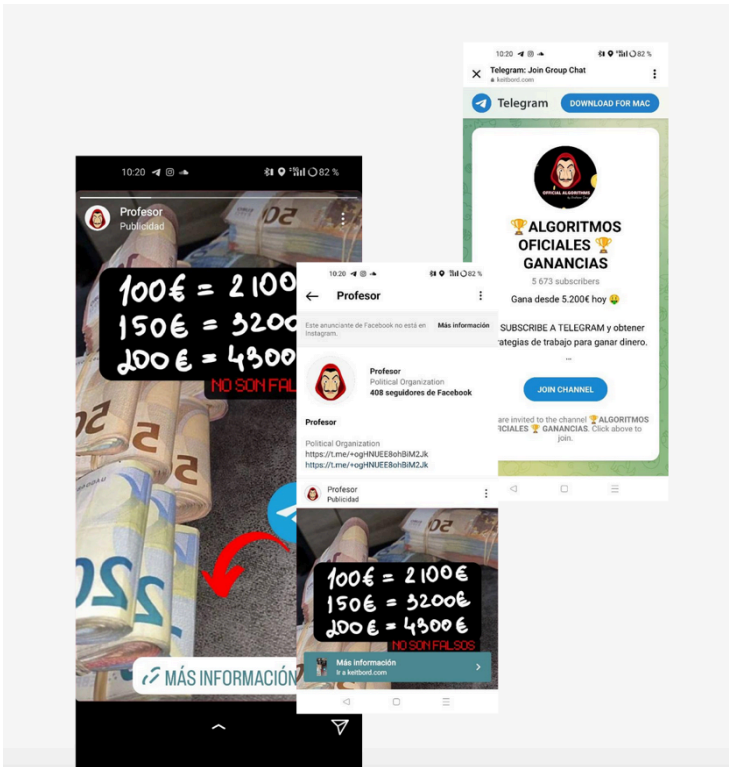 10:20
82 %
Profesor
Publicidad
50
100€ = 2100
150€ = 3200
200€ = 4300
NO SON FAL
20
MÁS INFORMACIÓN
10:20
82 %
Profesor
Este anunciante de Facebook no está en Instagram.
Más información
Profesor
Political Organization
408 seguidores de Facebook
Profesor
Political Organization
https://t.me/+ogHNUEE8ohBiM2Jk
https://t.me/+ogHNUEE8ohBiM2Jk
Profesor
Publicidad
100€ = 2100€
150€ = 3200€
200€ = 4300€
NO SON FALSOS
Más información
Ir a keitbord.com
10:20
82 %
Telegram: Join Group Chat
keitbord.com
Telegram
DOWNLOAD FOR MAC
OFFICIAL ALGORITHMS
🏆ALGORITMOS
OFICIALES 🏆
GANANCIAS
5 673 subscribers
Gana desde 5.200€ hoy 🤑
SUBSCRIBE A TELEGRAM y obtener
rategias de trabajo para ganar dinero.
...
JOIN CHANNEL
are invited to the channel 🏆ALGORITMOS
FICIALES 🏆 GANANCIAS. Click above to
join.